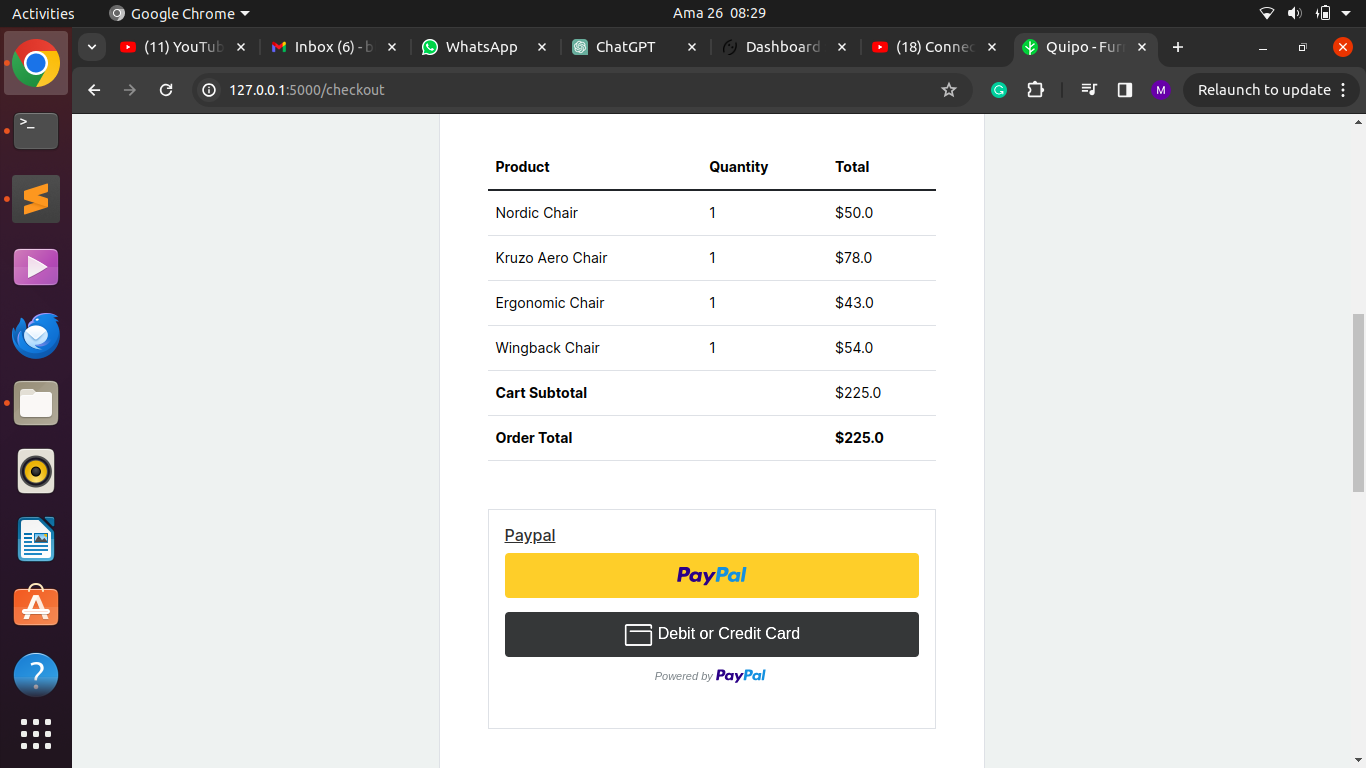 Activities Google Chrome Ama 26 08:29
(11) YouTub Inbox (6) - b WhatsApp ChatGPT Dashboard (18) Connec Quipo - Fur
127.0.0.1:5000/checkout M Relaunch to update
Product Quantity Total
Nordic Chair 1 $50.0
Kruzo Aero Chair 1 $78.0
Ergonomic Chair 1 $43.0
Wingback Chair 1 $54.0
Cart Subtotal $225.0
Order Total $225.0
Paypal
PayPal
Debit or Credit Card
Powered by PayPal